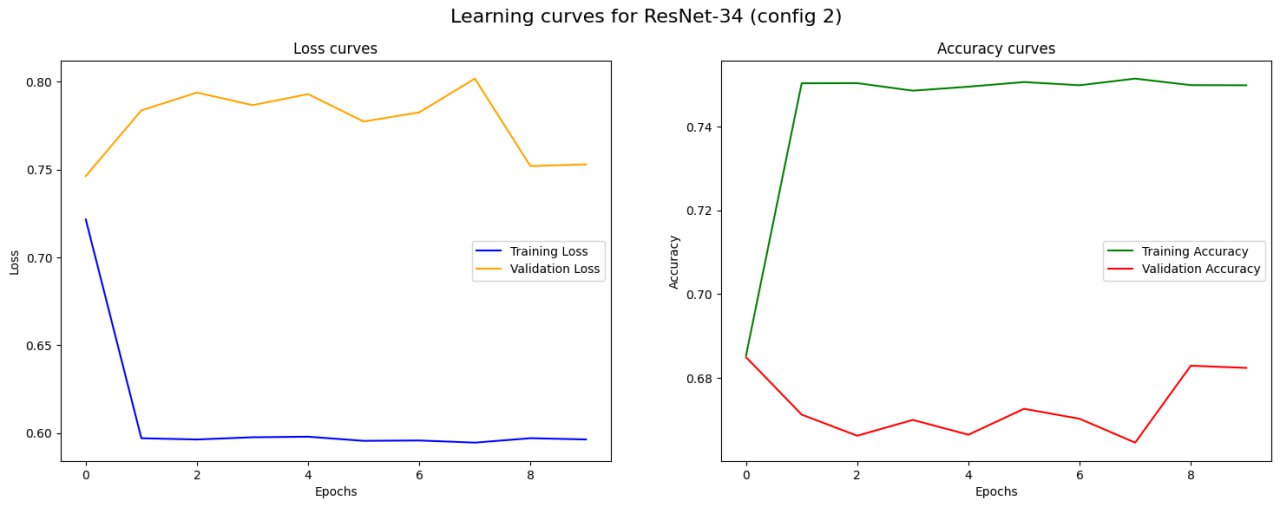 Learning curves for ResNet-34 (config 2)
Loss curves
0.80
0.75
0.70
0.65
0.60
Loss
0 2 4 6 8
Epochs
Training Loss
Validation Loss
Accuracy curves
0.74
0.72
0.70
0.68
Accuracy
0 2 4 6 8
Epochs
Training Accuracy
Validation Accuracy